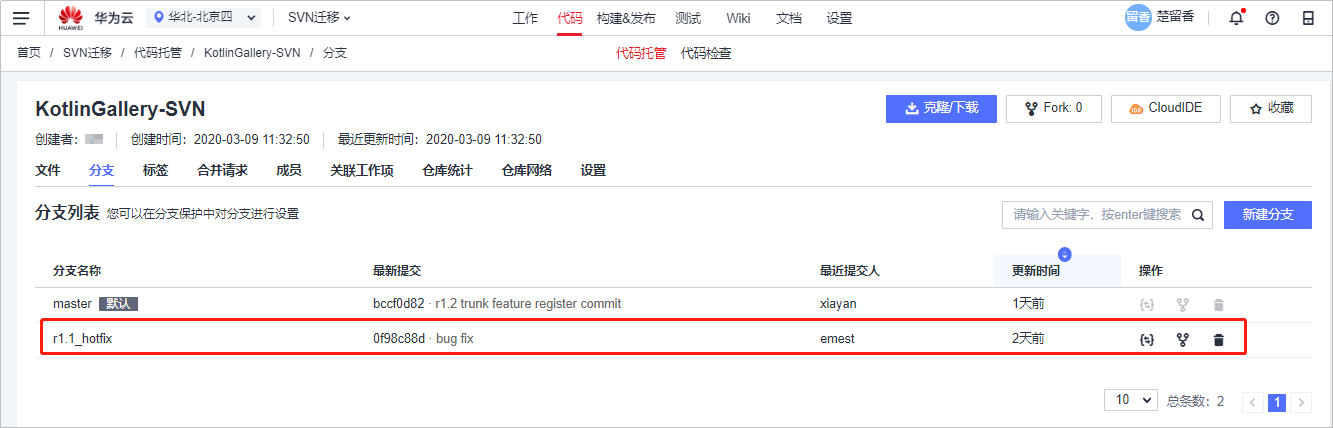 HUAWEI 华为云 华北-北京四 SVN迁移 工作 代码 构建&发布 测试 Wiki 文档 设置 留香 楚留香
首页 / SVN迁移 / 代码托管 / KotlinGallery-SVN / 分支 代码托管 代码检查
KotlinGallery-SVN 克隆/下载 Fork: 0 CloudIDE 收藏
创建者: 创建时间: 2020-03-09 11:32:50 最近更新时间: 2020-03-09 11:32:50
文件 分支 标签 合并请求 成员 关联工作项 仓库统计 仓库网络 设置
分支列表 您可以在分支保护中对分支进行设置 请输入关键字，按enter键搜索 新建分支
分支名称 最新提交 最近提交人 更新时间 操作
master 默认 bccf0d82 · r1.2 trunk feature register commit xiayan 1天前
r1.1_hotfix 0f98c88d · bug fix emest 2天前
10 总条数: 2 < 1 >